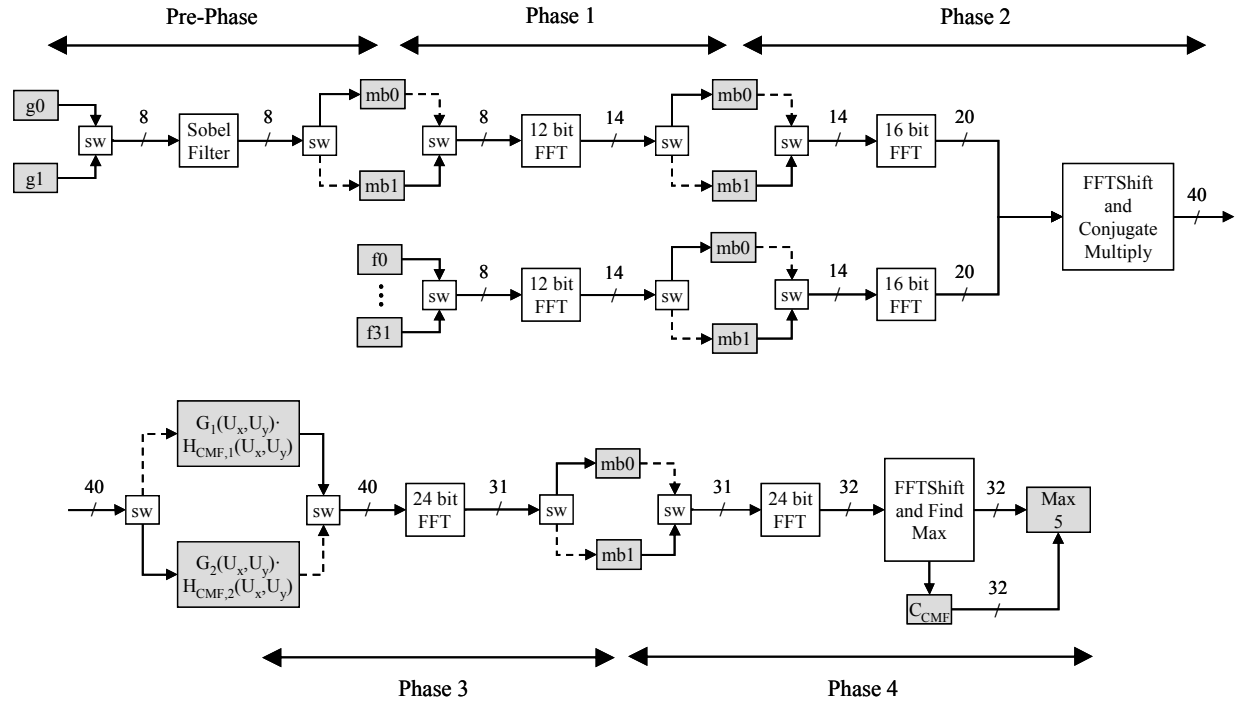 Pre-Phase
Phase 1
Phase 2
g0
g1
sw
8
Sobel
Filter
8
sw
mb0
mb1
sw
8
12 bit
FFT
14
sw
mb0
mb1
sw
14
16 bit
FFT
20
FFTShift
and
Conjugate
Multiply
40
f0
f31
sw
8
12 bit
FFT
14
sw
mb0
mb1
sw
14
16 bit
FFT
20
40
sw
G1(Ux,Uy)·
HCMF,1(Ux,Uy)
G2(Ux,Uy)·
HCMF,2(Ux,Uy)
sw
40
24 bit
FFT
31
sw
mb0
mb1
sw
31
24 bit
FFT
32
FFTShift
and Find
Max
32
Max
5
CCMF
32
Phase 3
Phase 4